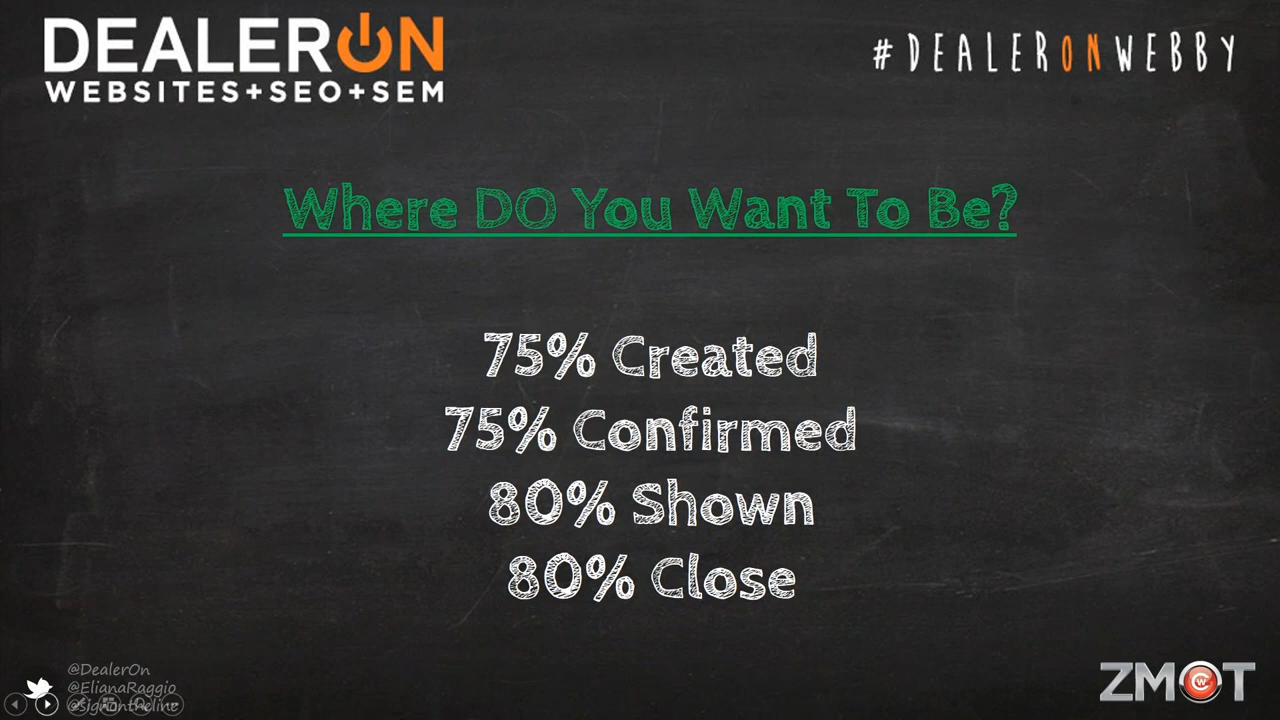 DEALERON
WEBSITES+SEO+SEM
#DEALERONWEBBY
Where DO You Want To Be?
75% Created
75% Confirmed
80% Shown
80% Close
@DealerOn
@ElianaRaggio
@signontheline
ZMOT